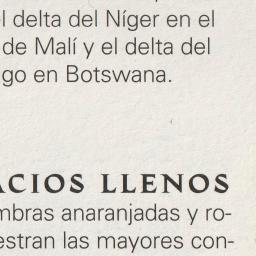 l delta del Níger en el
de Malí y el delta del
go en Botswana.
ACIOS LLENOS
mbras anaranjadas y ro-
estran las mayores con-